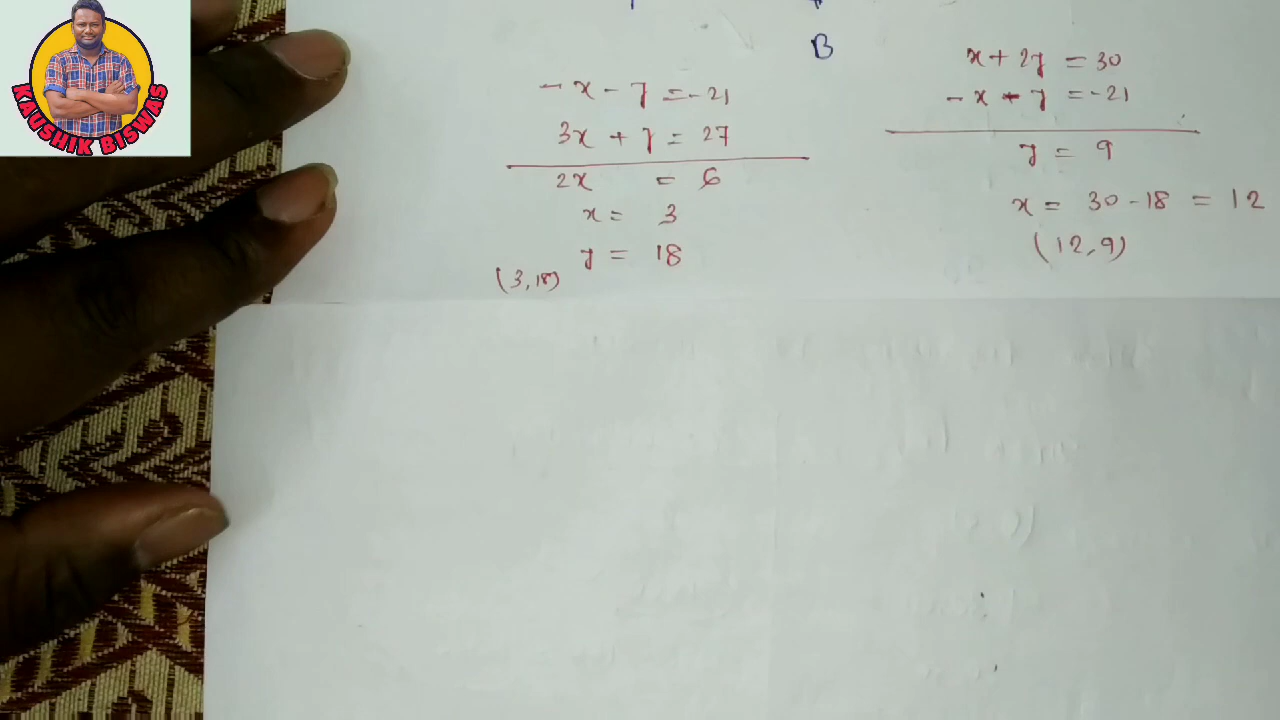 KAUSHIK BISWAS
B
- x - y = -21
3x + y = 27
2x = 6
x = 3
y = 18
(3, 18)
x + 2y = 30
- x - y = -21
y = 9
x = 30 - 18 = 12
(12, 9)